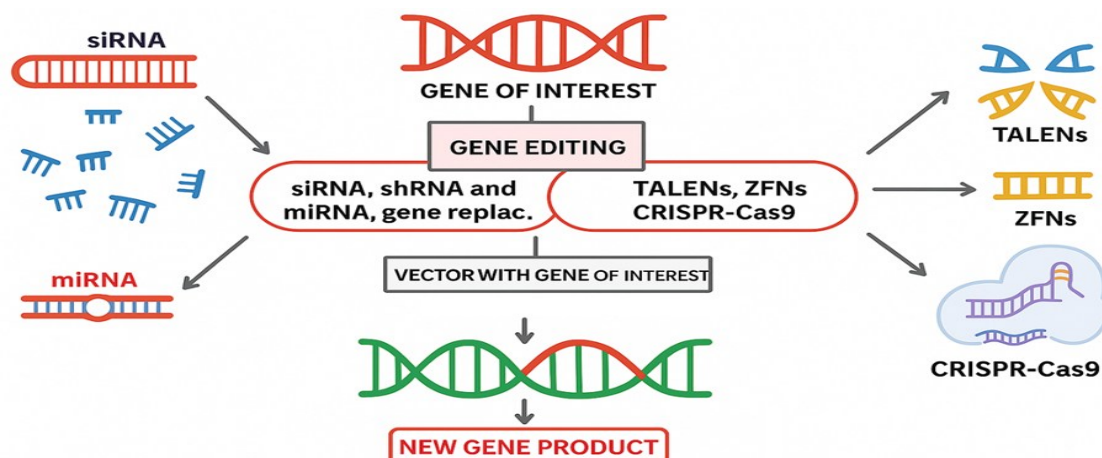 siRNA
GENE OF INTEREST
GENE EDITING
siRNA, shRNA and
miRNA, gene replac.
TALENs, ZFNs
CRISPR-Cas9
TALENs
ZFNs
CRISPR-Cas9
miRNA
VECTOR WITH GENE OF INTEREST
NEW GENE PRODUCT